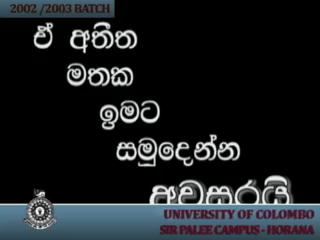 2002 /2003 BATCH
ඒ අතීත
මතක
ඉමට
සමුදෙන්න
අවසරයි
UNIVERSITY OF COLOMBO
SIR PALEE CAMPUS - HORANA